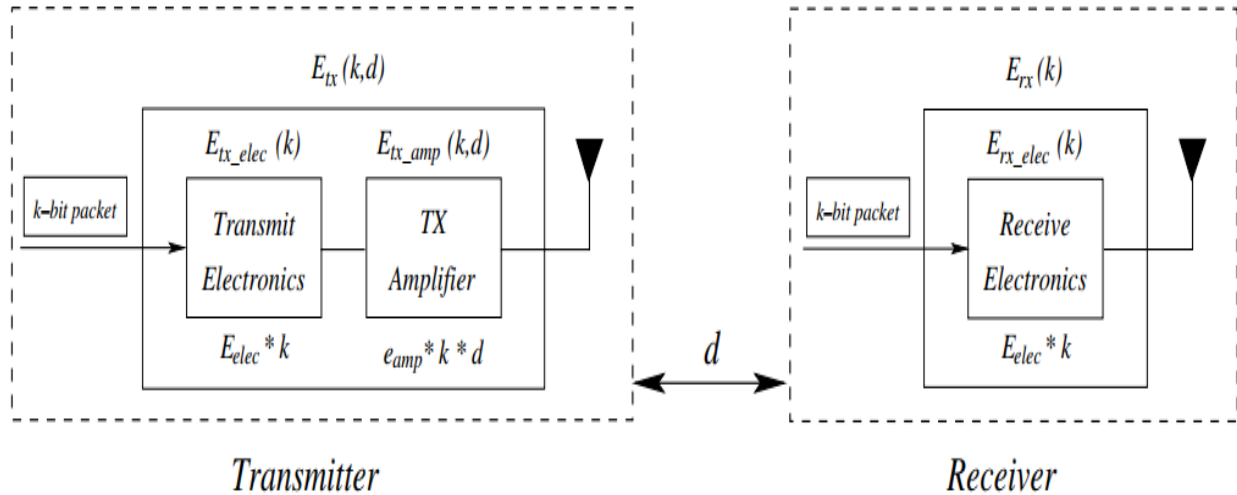 E_tx (k,d)
E_tx_elec (k)
E_tx_amp (k,d)
k-bit packet
Transmit
Electronics
TX
Amplifier
E_elec * k
e_amp * k * d
Transmitter
d
E_rx (k)
E_rx_elec (k)
k-bit packet
Receive
Electronics
E_elec * k
Receiver